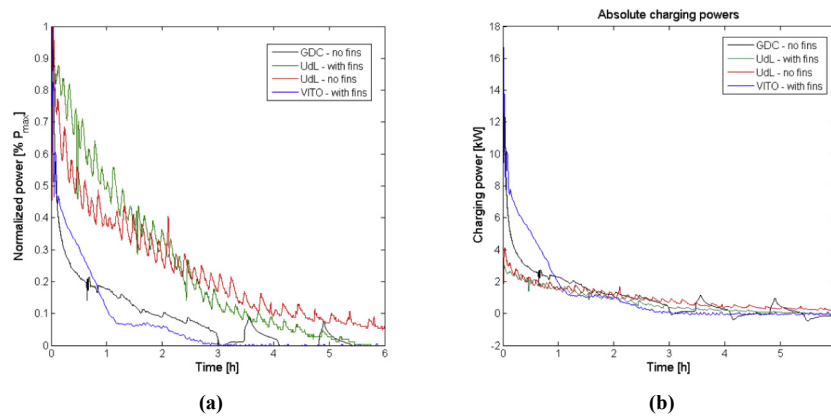 1
0.9
0.8
0.7
0.6
0.5
0.4
0.3
0.2
0.1
0
Normalized power [% Pmax]
0 1 2 3 4 5 6
Time [h]
GDC - no fins
UdL - with fins
UdL - no fins
VITO - with fins
(a)
Absolute charging powers
18
16
14
12
10
8
6
4
2
0
-2
Charging power [kW]
0 1 2 3 4 5
Time [h]
GDC - no fins
UdL - with fins
UdL - no fins
VITO - with fins
(b)